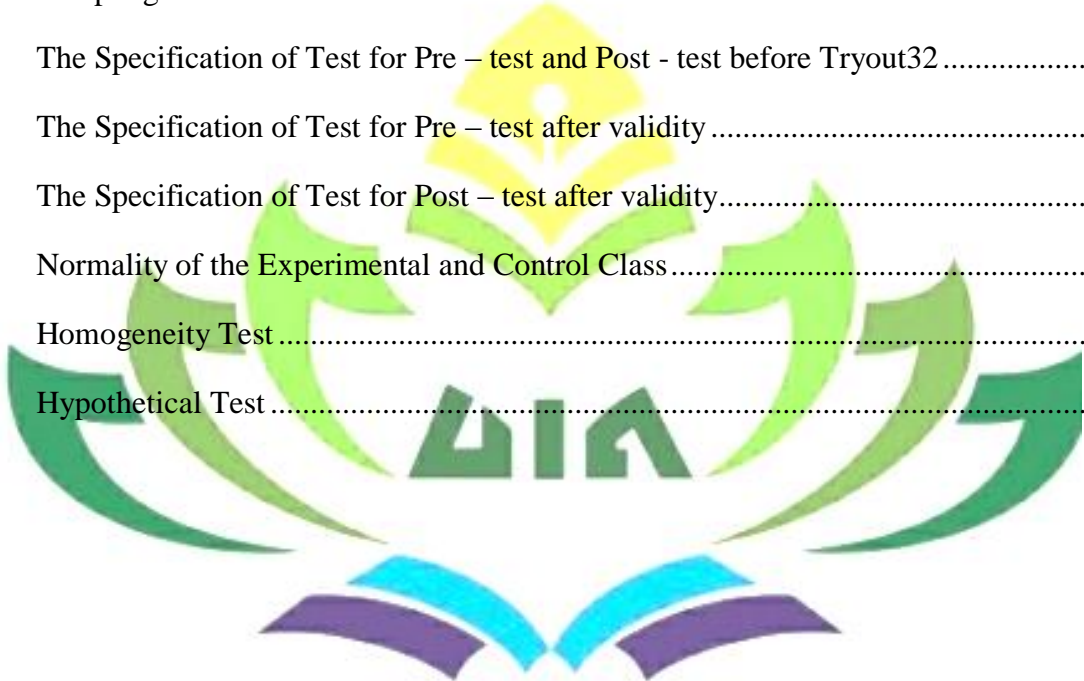 The Specification of Test for Pre – test and Post - test before Tryout32....................
The Specification of Test for Pre – test after validity....................................................
The Specification of Test for Post – test after validity...................................................
Normality of the Experimental and Control Class.........................................................
Homogeneity Test............................................................................................................
Hypothetical Test.............................................................................................................